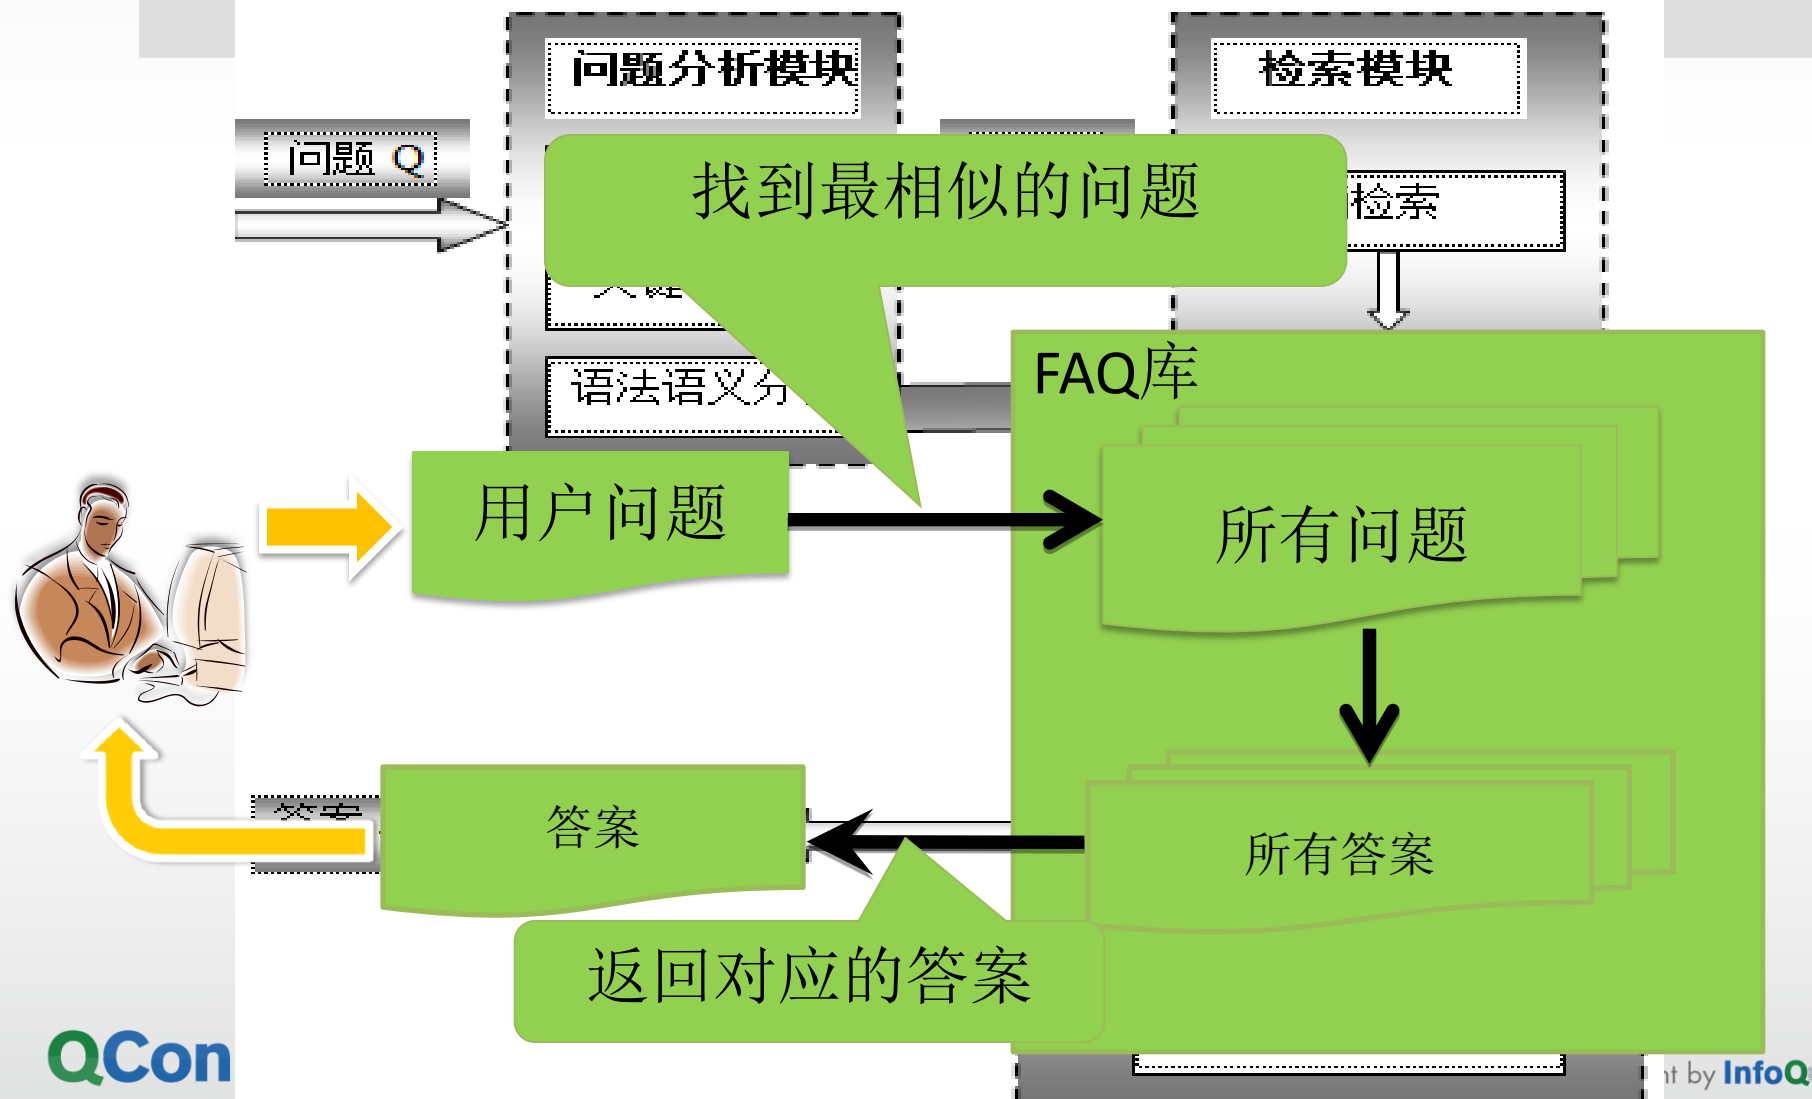 问题分析模块
检索模块
问题 Q
找到最相似的问题
检索
语法语义分
FAQ库
用户问题
所有问题
答案
所有答案
返回对应的答案
QCon
by InfoQ